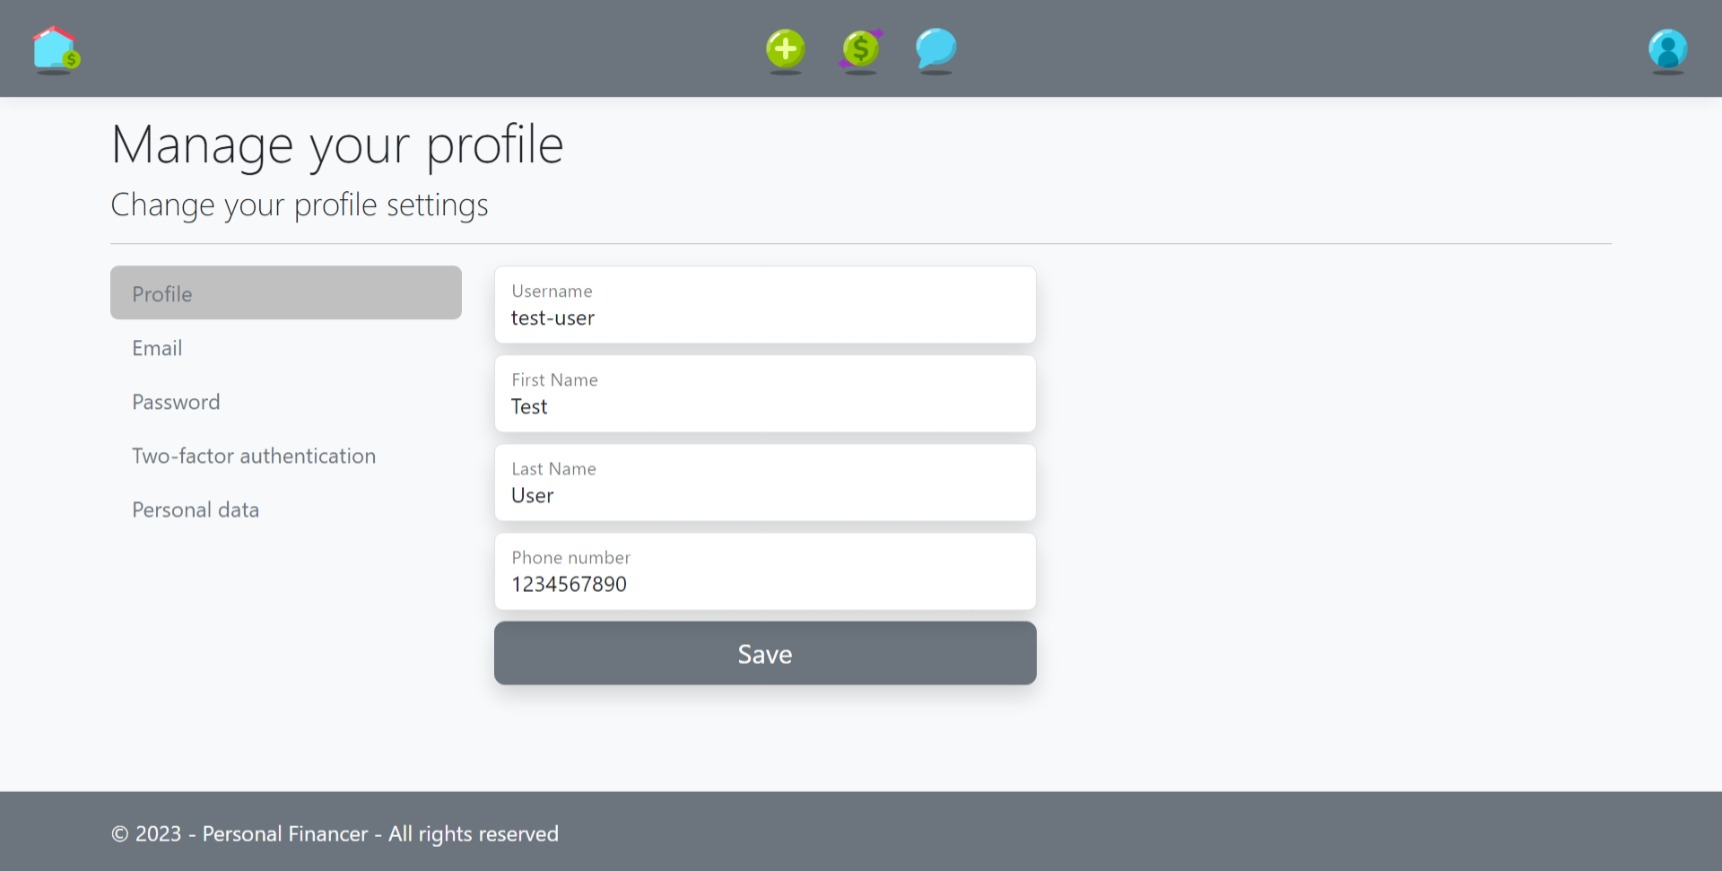 Manage your profile
Change your profile settings
Profile
Email
Password
Two-factor authentication
Personal data
Username
test-user
First Name
Test
Last Name
User
Phone number
1234567890
Save
© 2023 - Personal Financer - All rights reserved